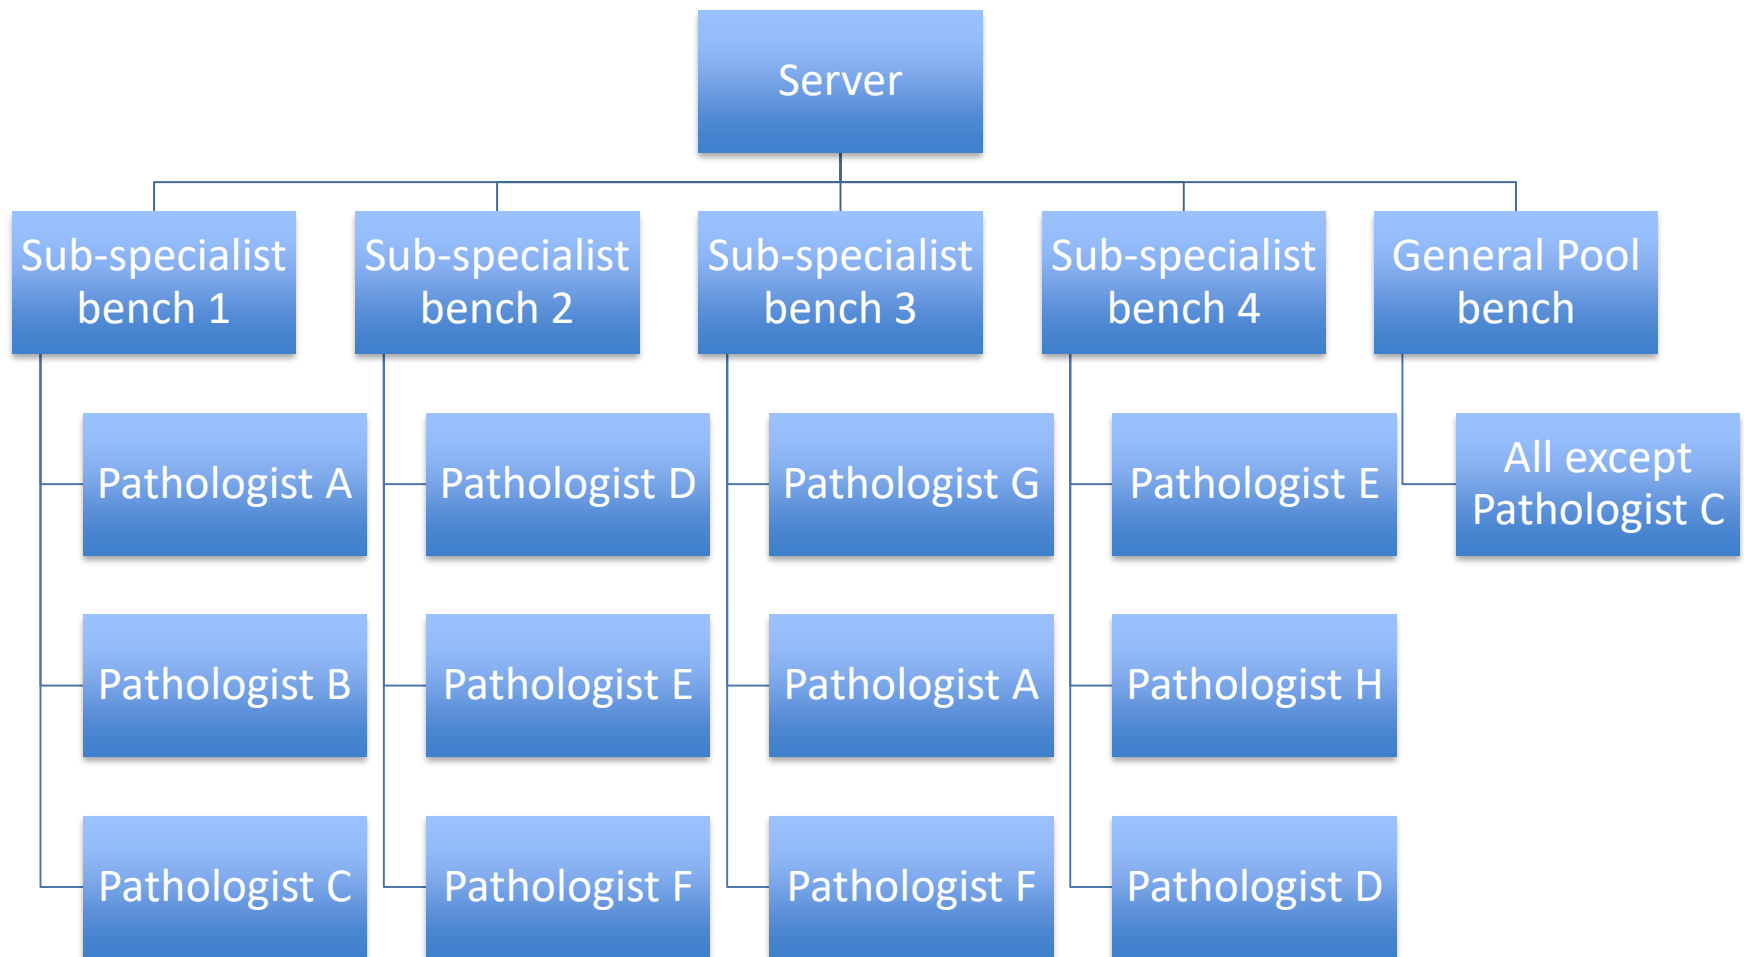 Server
Sub-specialist
bench 1
Sub-specialist
bench 2
Sub-specialist
bench 3
Sub-specialist
bench 4
General Pool
bench
Pathologist A
Pathologist D
Pathologist G
Pathologist E
All except
Pathologist C
Pathologist B
Pathologist E
Pathologist A
Pathologist H
Pathologist C
Pathologist F
Pathologist F
Pathologist D